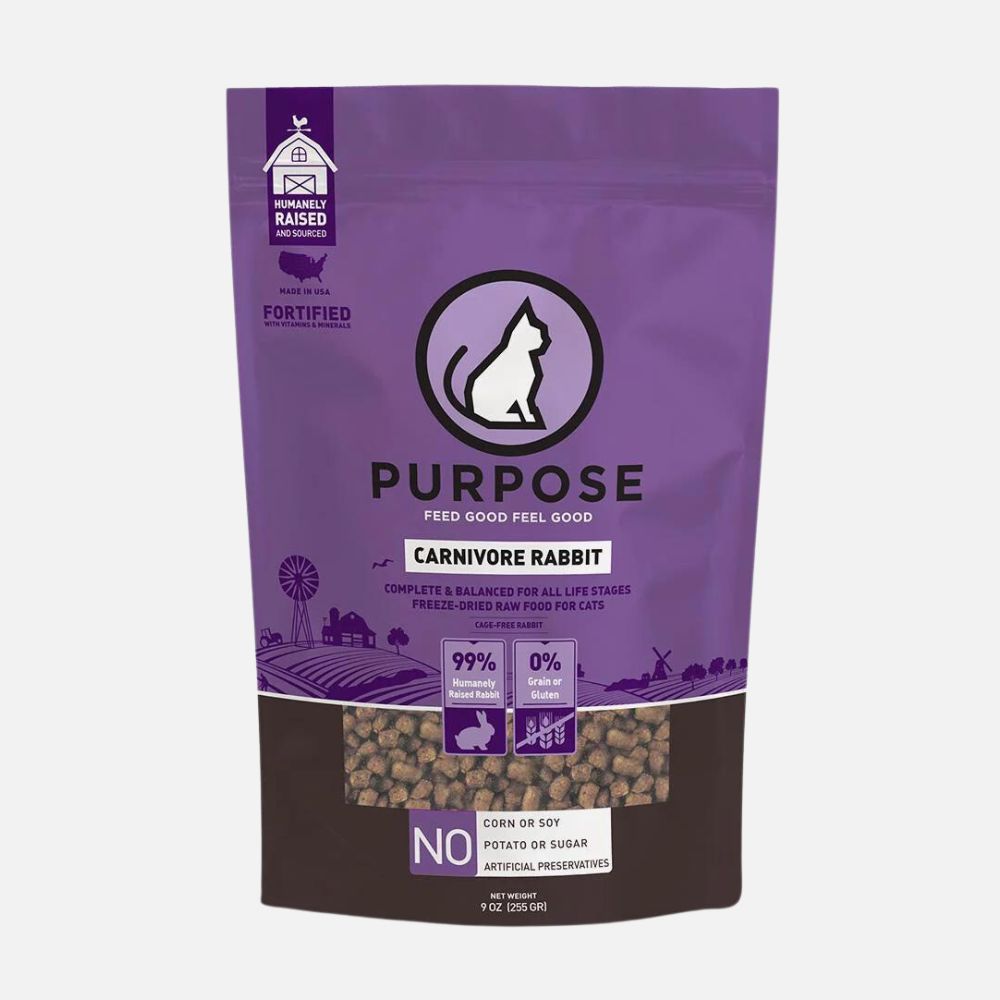 HUMANELY
RAISED
AND SOURCED
MADE IN USA
FORTIFIED
WITH VITAMINS & MINERALS
PURPOSE
FEED GOOD FEEL GOOD
CARNIVORE RABBIT
COMPLETE & BALANCED FOR ALL LIFE STAGES
FREEZE-DRIED RAW FOOD FOR CATS
CAGE-FREE RABBIT
99%
Humanely
Raised Rabbit
0%
Grain or
Gluten
NO
CORN OR SOY
POTATO OR SUGAR
ARTIFICIAL PRESERVATIVES
NET WEIGHT
9 OZ (255 GR)